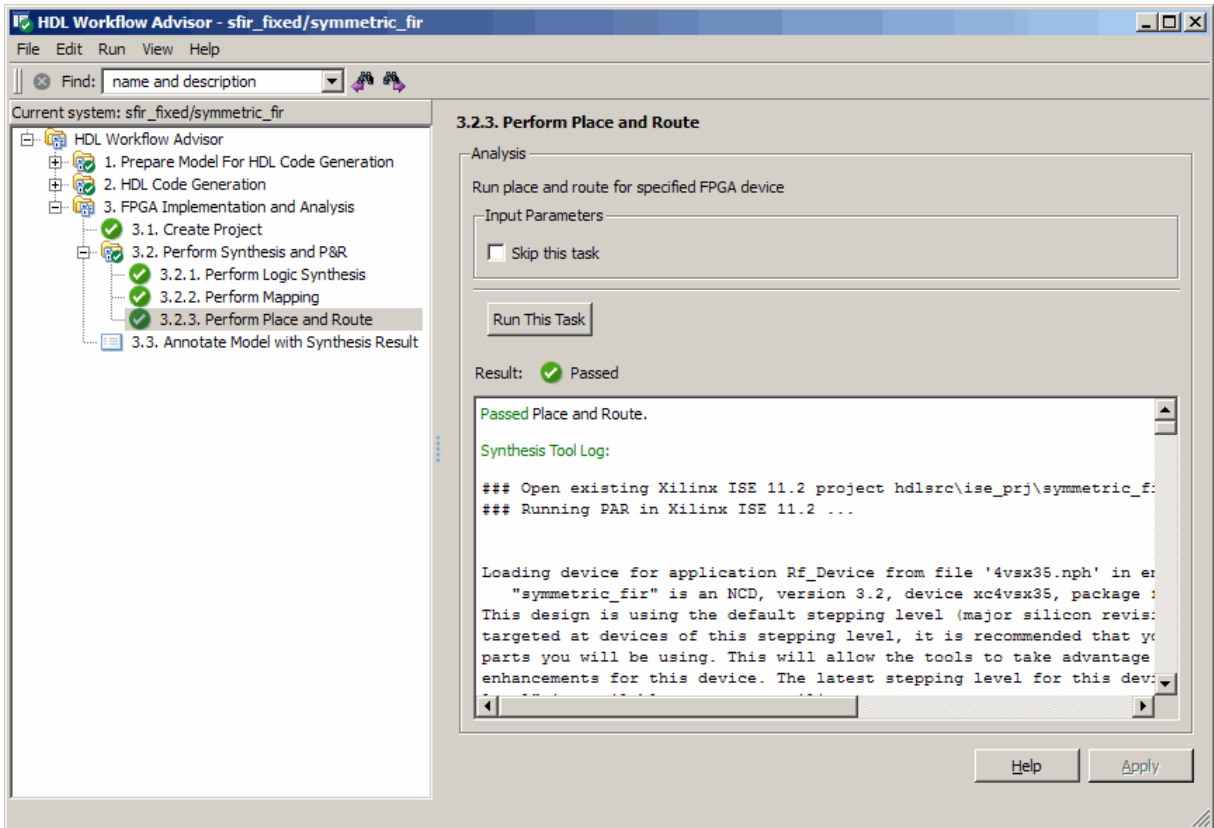 HDL Workflow Advisor - sfir_fixed/symmetric_fir
File Edit Run View Help
Find: name and description
Current system: sfir_fixed/symmetric_fir
HDL Workflow Advisor
1. Prepare Model For HDL Code Generation
2. HDL Code Generation
3. FPGA Implementation and Analysis
3.1. Create Project
3.2. Perform Synthesis and P&R
3.2.1. Perform Logic Synthesis
3.2.2. Perform Mapping
3.2.3. Perform Place and Route
3.3. Annotate Model with Synthesis Result
3.2.3. Perform Place and Route
Analysis
Run place and route for specified FPGA device
Input Parameters
Skip this task
Run This Task
Result: Passed
Passed Place and Route.
Synthesis Tool Log:
### Open existing Xilinx ISE 11.2 project hdlsrc\ise_prj\symmetric_f
### Running PAR in Xilinx ISE 11.2 ...
Loading device for application Rf_Device from file '4vsx35.nph' in
"symmetric_fir" is an NCD, version 3.2, device xc4vsx35, package
This design is using the default stepping level (major silicon
targeted at devices of this stepping level, it is recommended that
parts you will be using. This will allow the tools to take advantage
enhancements for this device. The latest stepping level for this
Help
Apply